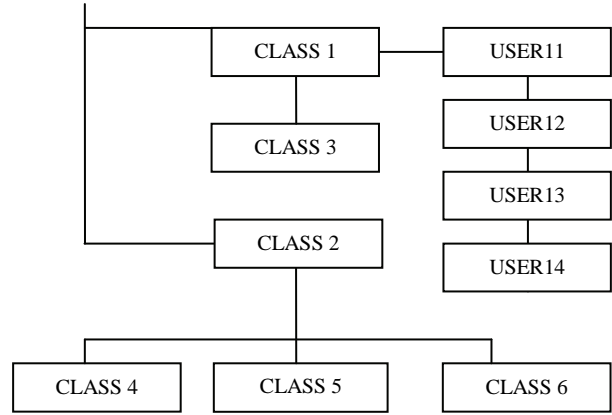 CLASS 1
USER11
USER12
CLASS 3
USER13
CLASS 2
USER14
CLASS 4
CLASS 5
CLASS 6